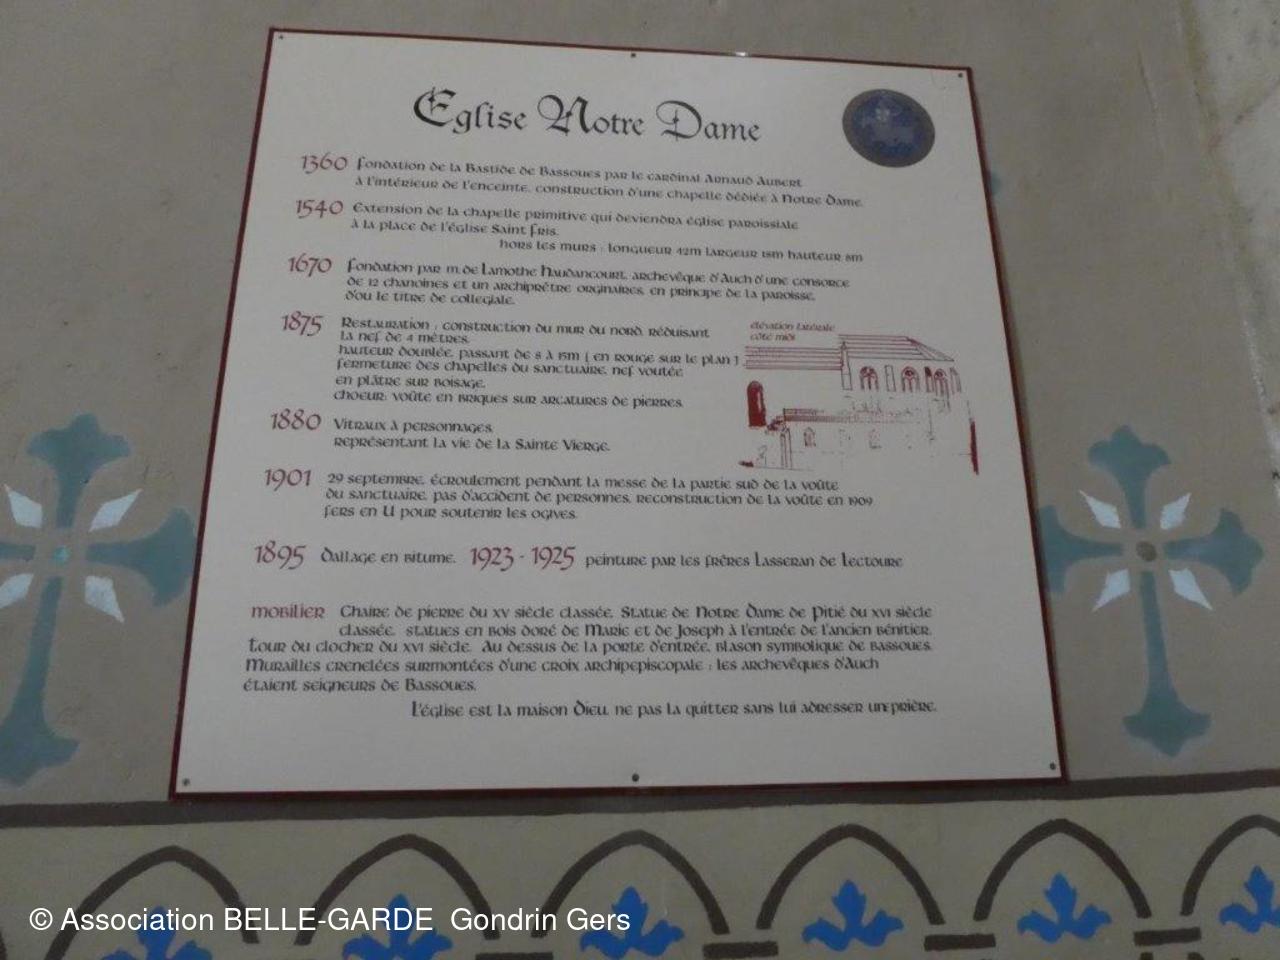 Eglise Notre Dame
1360 fondation de la Bastide de Bassoues par le cardinal Arnaud Aubert
à l'intérieur de l'enceinte, construction d'une chapelle dédiée à Notre Dame.
1540 Extension de la chapelle primitive qui deviendra église paroissiale
à la place de l'église Saint Fris.
hors les murs : longueur 42m largeur 18m hauteur 8m
1670 fondation par m. de Lamothe Haudancourt, archevêque d'Auch d'une consorce
de 12 chanoines et un archiprêtre orginaires, en principe de la paroisse,
d'ou le titre de collégiale.
1875 Restauration ; construction du mur du nord, réduisant
la nef de 4 mètres.
hauteur doublée, passant de 8 à 15m ( en rouge sur le plan )
fermeture des chapelles du sanctuaire, nef voutée
en plâtre sur boisage,
choeur; voûte en briques sur arcatures de pierres.
élévation latérale
côté midi
1880 Vitraux à personnages,
représentant la vie de la Sainte Vierge.
1901 29 septembre, écroulement pendant la messe de la partie sud de la voûte
du sanctuaire, pas d'accident de personnes, reconstruction de la voûte en 1909
fers en U pour soutenir les ogives.
1895 Dallage en bitume. 1923 - 1925 peinture par les frères Lasseran de Lectoure
mobilier Chaire de pierre du XV siècle classée. Statue de Notre Dame de Pitié du XVI siècle
classée. statues en bois doré de Marie et de Joseph à l'entrée de l'ancien bénitier.
Tour du clocher du XVI siècle. Au dessus de la porte d'entrée, blason symbolique de Bassoues.
Murailles crenelées surmontées d'une croix archipepiscopale ; les archevêques d'Auch
étaient seigneurs de Bassoues.
L'église est la maison Dieu, ne pas la quitter sans lui adresser une prière.
© Association BELLE-GARDE Gondrin Gers